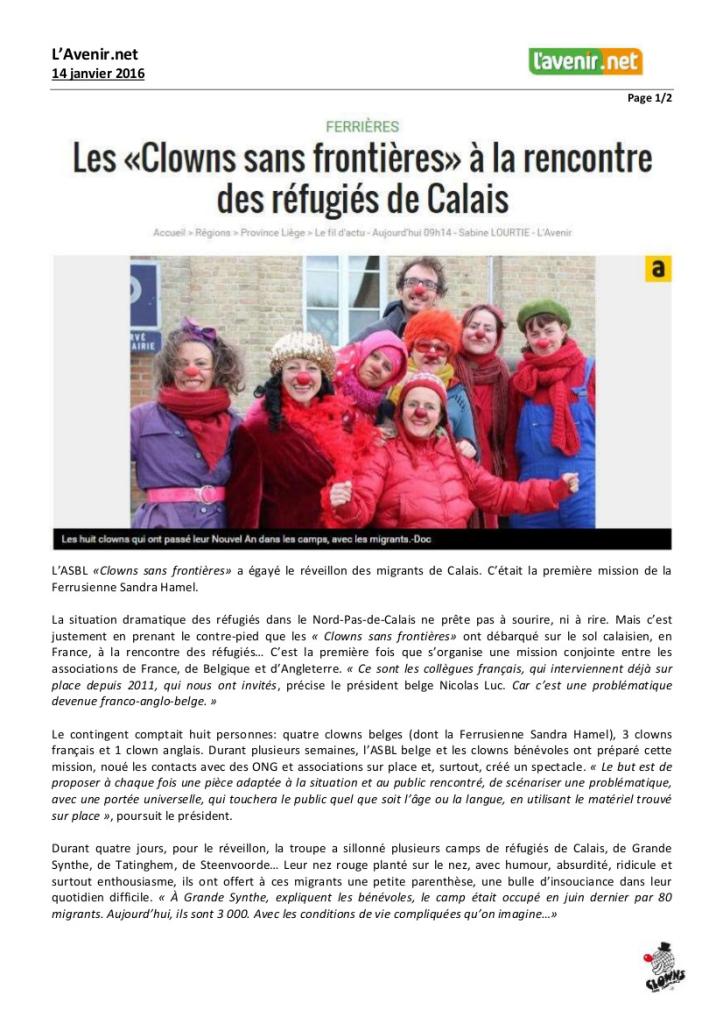 L’Avenir.net
14 janvier 2016
l'avenir.net
Page 1/2
FERRIÈRES
Les «Clowns sans frontières» à la rencontre
des réfugiés de Calais
Accueil > Régions > Province Liège > Le fil d'actu - Aujourd'hui 09h14 - Sabine LOURTIE - L'Avenir
a
RVÉ
AIRIE
Les huit clowns qui ont passé leur Nouvel An dans les camps, avec les migrants.-Doc
L’ASBL «Clowns sans frontières» a égayé le réveillon des migrants de Calais. C’était la première mission de la
Ferrusienne Sandra Hamel.
La situation dramatique des réfugiés dans le Nord-Pas-de-Calais ne prête pas à sourire, ni à rire. Mais c’est
justement en prenant le contre-pied que les « Clowns sans frontières» ont débarqué sur le sol calaisien, en
France, à la rencontre des réfugiés… C’est la première fois que s’organise une mission conjointe entre les
associations de France, de Belgique et d’Angleterre. « Ce sont les collègues français, qui interviennent déjà sur
place depuis 2011, qui nous ont invités, précise le président belge Nicolas Luc. Car c’est une problématique
devenue franco-anglo-belge. »
Le contingent comptait huit personnes: quatre clowns belges (dont la Ferrusienne Sandra Hamel), 3 clowns
français et 1 clown anglais. Durant plusieurs semaines, l’ASBL belge et les clowns bénévoles ont préparé cette
mission, noué les contacts avec des ONG et associations sur place et, surtout, créé un spectacle. « Le but est de
proposer à chaque fois une pièce adaptée à la situation et au public rencontré, de scénariser une problématique,
avec une portée universelle, qui touchera le public quel que soit l’âge ou la langue, en utilisant le matériel trouvé
sur place », poursuit le président.
Durant quatre jours, pour le réveillon, la troupe a sillonné plusieurs camps de réfugiés de Calais, de Grande
Synthe, de Tatinghem, de Steenvoorde… Leur nez rouge planté sur le nez, avec humour, absurdité, ridicule et
surtout enthousiasme, ils ont offert à ces migrants une petite parenthèse, une bulle d’insouciance dans leur
quotidien difficile. « À Grande Synthe, expliquent les bénévoles, le camp était occupé en juin dernier par 80
migrants. Aujourd’hui, ils sont 3 000. Avec les conditions de vie compliquées qu’on imagine…»
CLOWNS